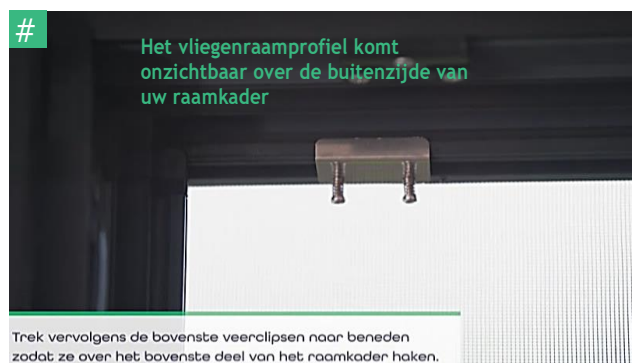 #
Het vliegenraamprofiel komt
onzichtbaar over de buitenzijde van
uw raamkader
Trek vervolgens de bovenste veerclipsen naar beneden
zodat ze over het bovenste deel van het raamkader haken.